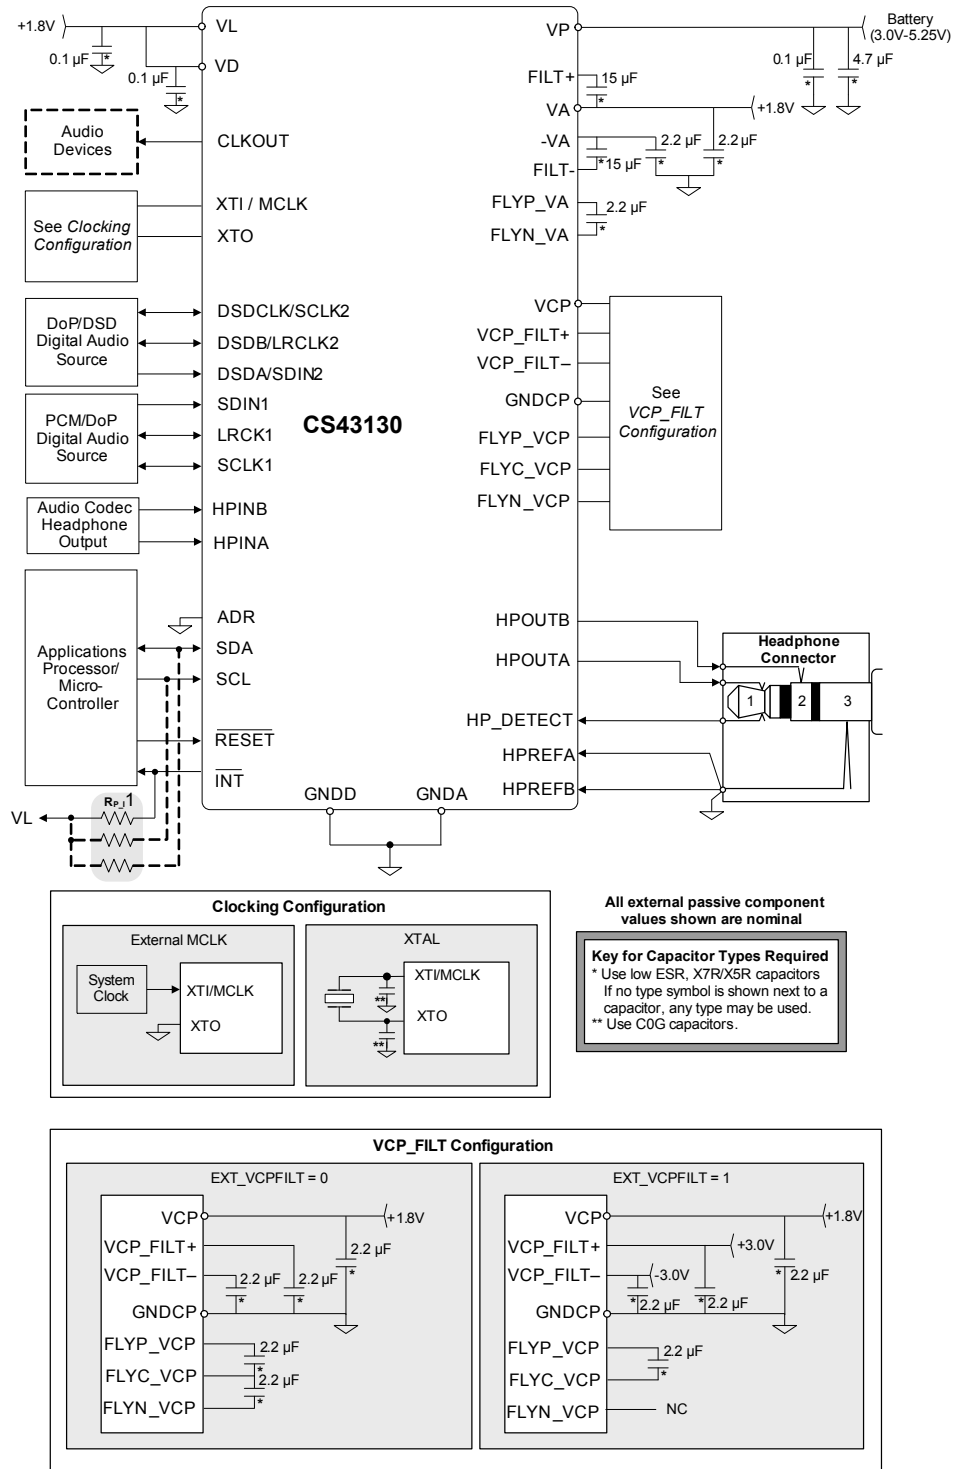 +1.8V
VL
0.1 µF
*
VD
0.1 µF
*
Audio
Devices
CLKOUT
See Clocking
Configuration
XTI / MCLK
XTO
DoP/DSD
Digital Audio
Source
DSDCLK/SCLK2
DSDB/LRCLK2
DSDA/SDIN2
PCM/DoP
Digital Audio
Source
SDIN1
LRCK1
SCLK1
Audio Codec
Headphone
Output
HPINB
HPINA
Applications
Processor/
Micro-
Controller
ADR
SDA
SCL
RESET
INT
RP_I 1
VL
CS43130
GNDD
GNDA
VP
Battery
(3.0V-5.25V)
0.1 µF
*
4.7 µF
*
FILT+
15 µF
*
VA
+1.8V
-VA
2.2 µF
*
2.2 µF
*
*
15 µF
FILT-
FLYP_VA
2.2 µF
*
FLYN_VA
VCP
VCP_FILT+
VCP_FILT–
GNDCP
FLYP_VCP
FLYC_VCP
FLYN_VCP
See
VCP_FILT
Configuration
HPOUTB
HPOUTA
HP_DETECT
HPREFA
HPREFB
Headphone
Connector
1
2
3
Clocking Configuration
External MCLK
System
Clock
XTI/MCLK
XTO
XTAL
XTI/MCLK
**
XTO
**
All external passive component
values shown are nominal
Key for Capacitor Types Required
* Use low ESR, X7R/X5R capacitors
If no type symbol is shown next to a
capacitor, any type may be used.
** Use C0G capacitors.
VCP_FILT Configuration
EXT_VCPFILT = 0
VCP
+1.8V
VCP_FILT+
2.2 µF
*
VCP_FILT–
2.2 µF
*
2.2 µF
*
GNDCP
FLYP_VCP
2.2 µF
*
FLYC_VCP
2.2 µF
*
FLYN_VCP
EXT_VCPFILT = 1
VCP
+1.8V
VCP_FILT+
+3.0V
VCP_FILT–
-3.0V
*
2.2 µF
*
2.2 µF
*
2.2 µF
GNDCP
FLYP_VCP
2.2 µF
*
FLYC_VCP
FLYN_VCP
NC